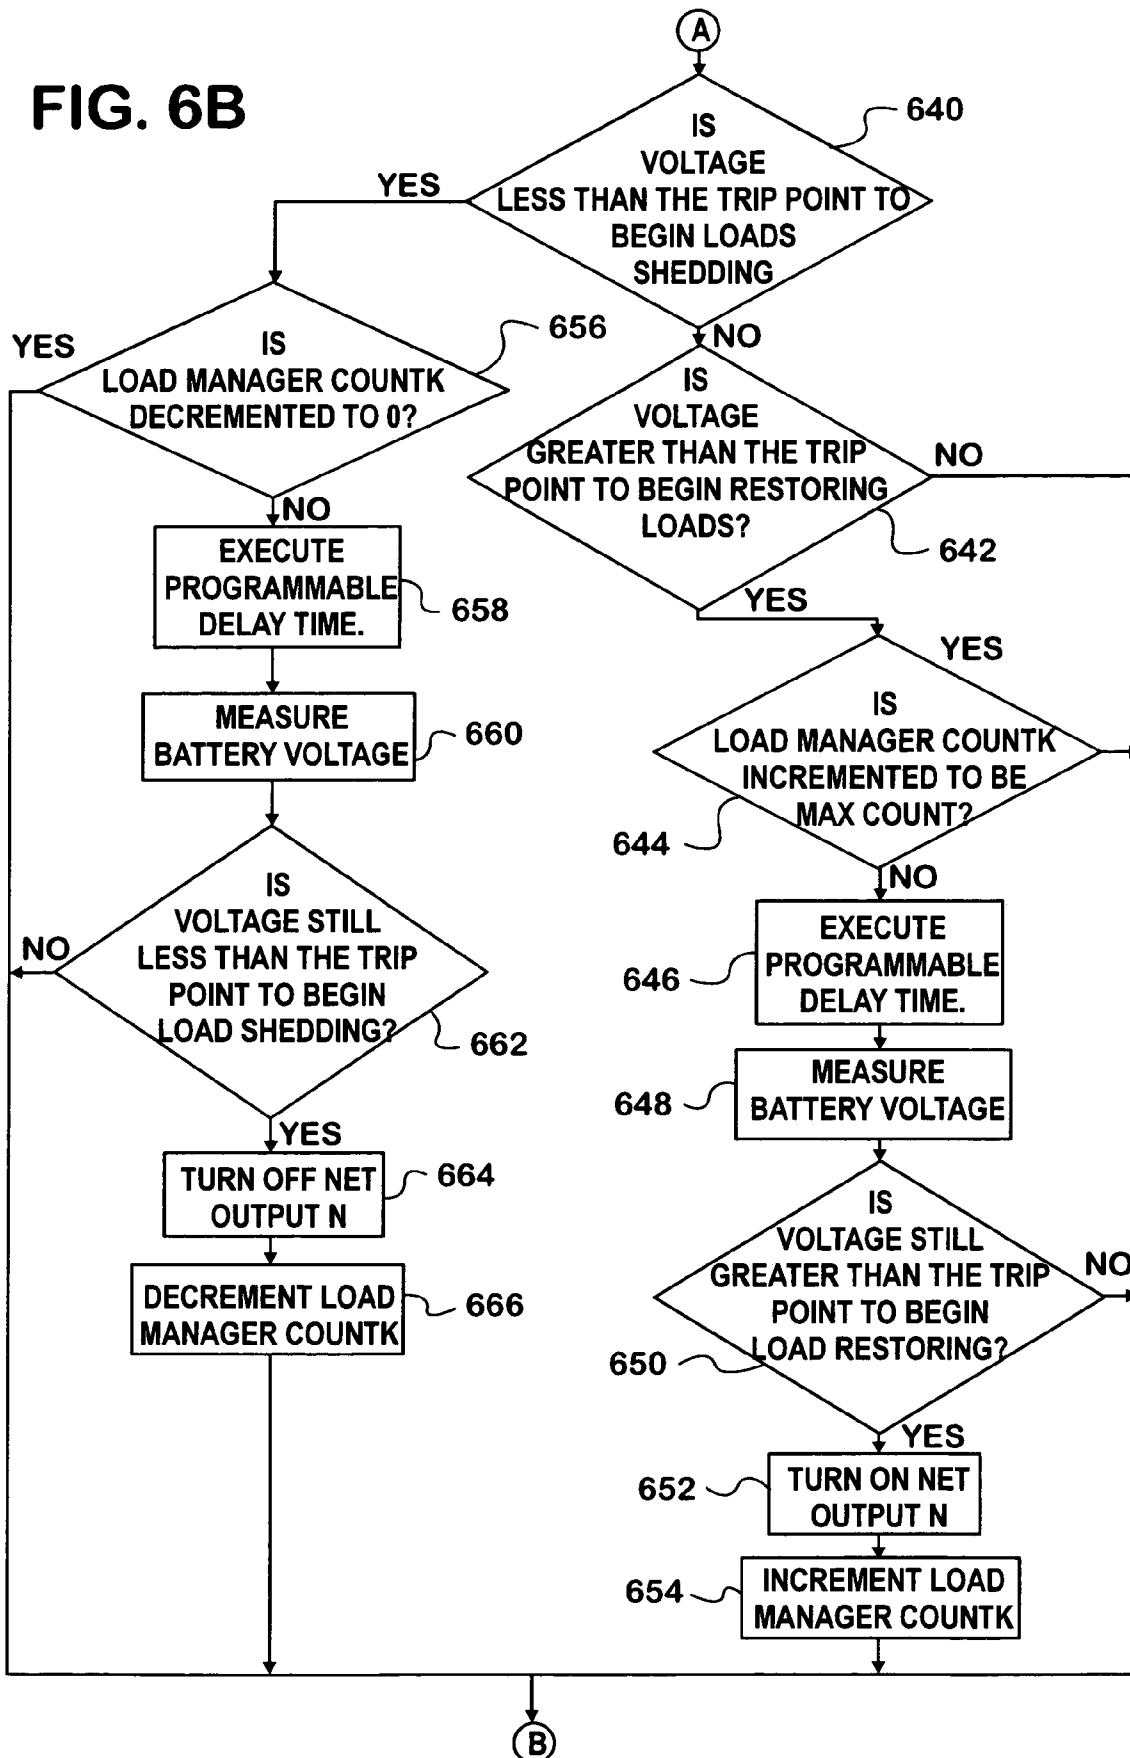 A
FIG. 6B
IS
VOLTAGE
LESS THAN THE TRIP POINT TO
BEGIN LOADS
SHEDDING
640
YES
NO
IS
LOAD MANAGER COUNTK
DECREMENTED TO 0?
656
YES
NO
EXECUTE
PROGRAMMABLE
DELAY TIME.
658
MEASURE
BATTERY VOLTAGE
660
IS
VOLTAGE STILL
LESS THAN THE TRIP
POINT TO BEGIN
LOAD SHEDDING?
662
NO
YES
TURN OFF NET
OUTPUT N
664
DECREMENT LOAD
MANAGER COUNTK
666
IS
VOLTAGE
GREATER THAN THE TRIP
POINT TO BEGIN RESTORING
LOADS?
642
NO
YES
IS
LOAD MANAGER COUNTK
INCREMENTED TO BE
MAX COUNT?
644
YES
NO
EXECUTE
PROGRAMMABLE
DELAY TIME.
646
MEASURE
BATTERY VOLTAGE
648
IS
VOLTAGE STILL
GREATER THAN THE TRIP
POINT TO BEGIN
LOAD RESTORING?
650
NO
YES
TURN ON NET
OUTPUT N
652
INCREMENT LOAD
MANAGER COUNTK
654
B